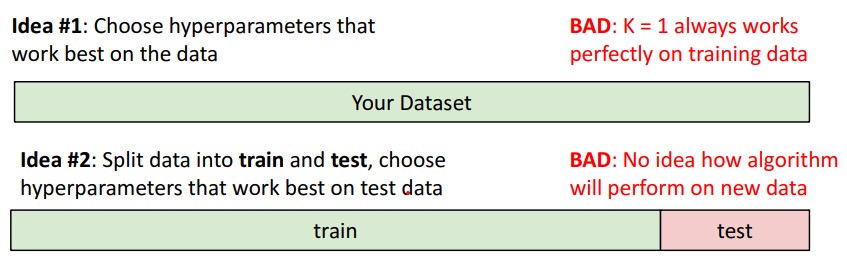 Idea #1: Choose hyperparameters that
work best on the data
BAD: K = 1 always works
perfectly on training data
Your Dataset
Idea #2: Split data into train and test, choose
hyperparameters that work best on test data
BAD: No idea how algorithm
will perform on new data
train
test